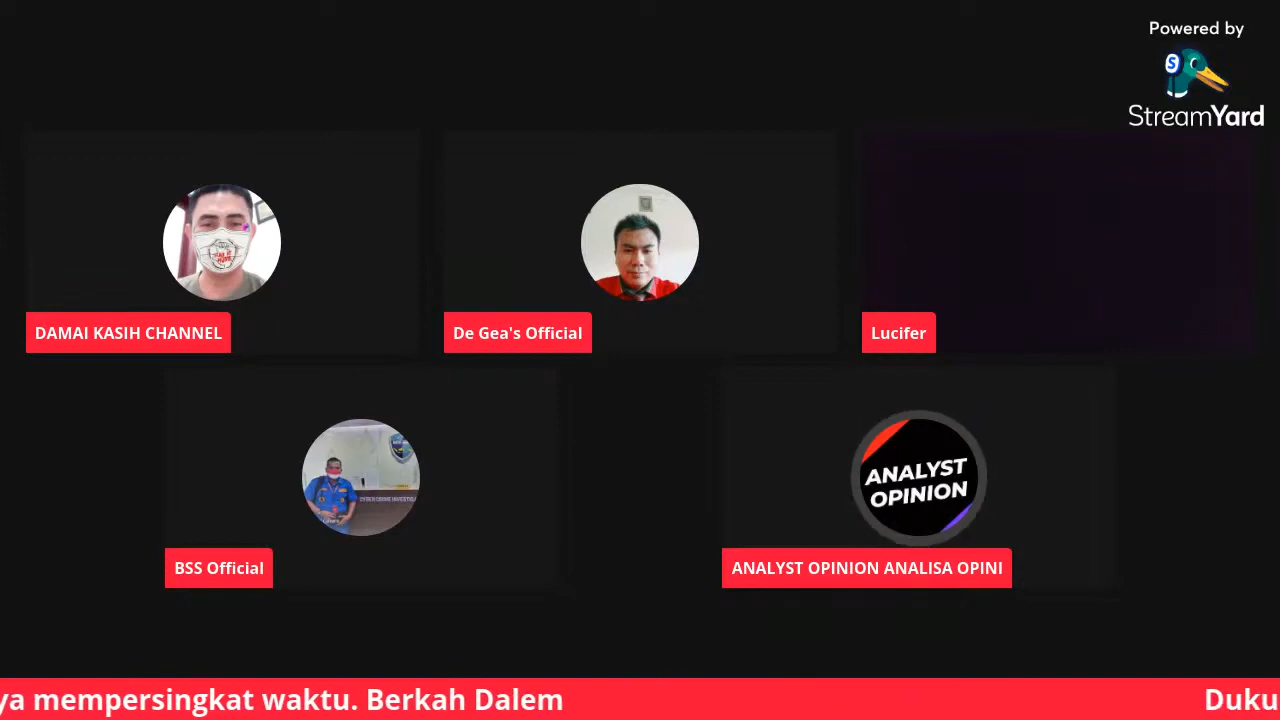 Powered by
StreamYard
DAMAI KASIH CHANNEL
De Gea's Official
Lucifer
ANALYST
OPINION
BSS Official
ANALYST OPINION ANALISA OPINI
ya mempersingkat waktu. Berkah Dalem
Duku